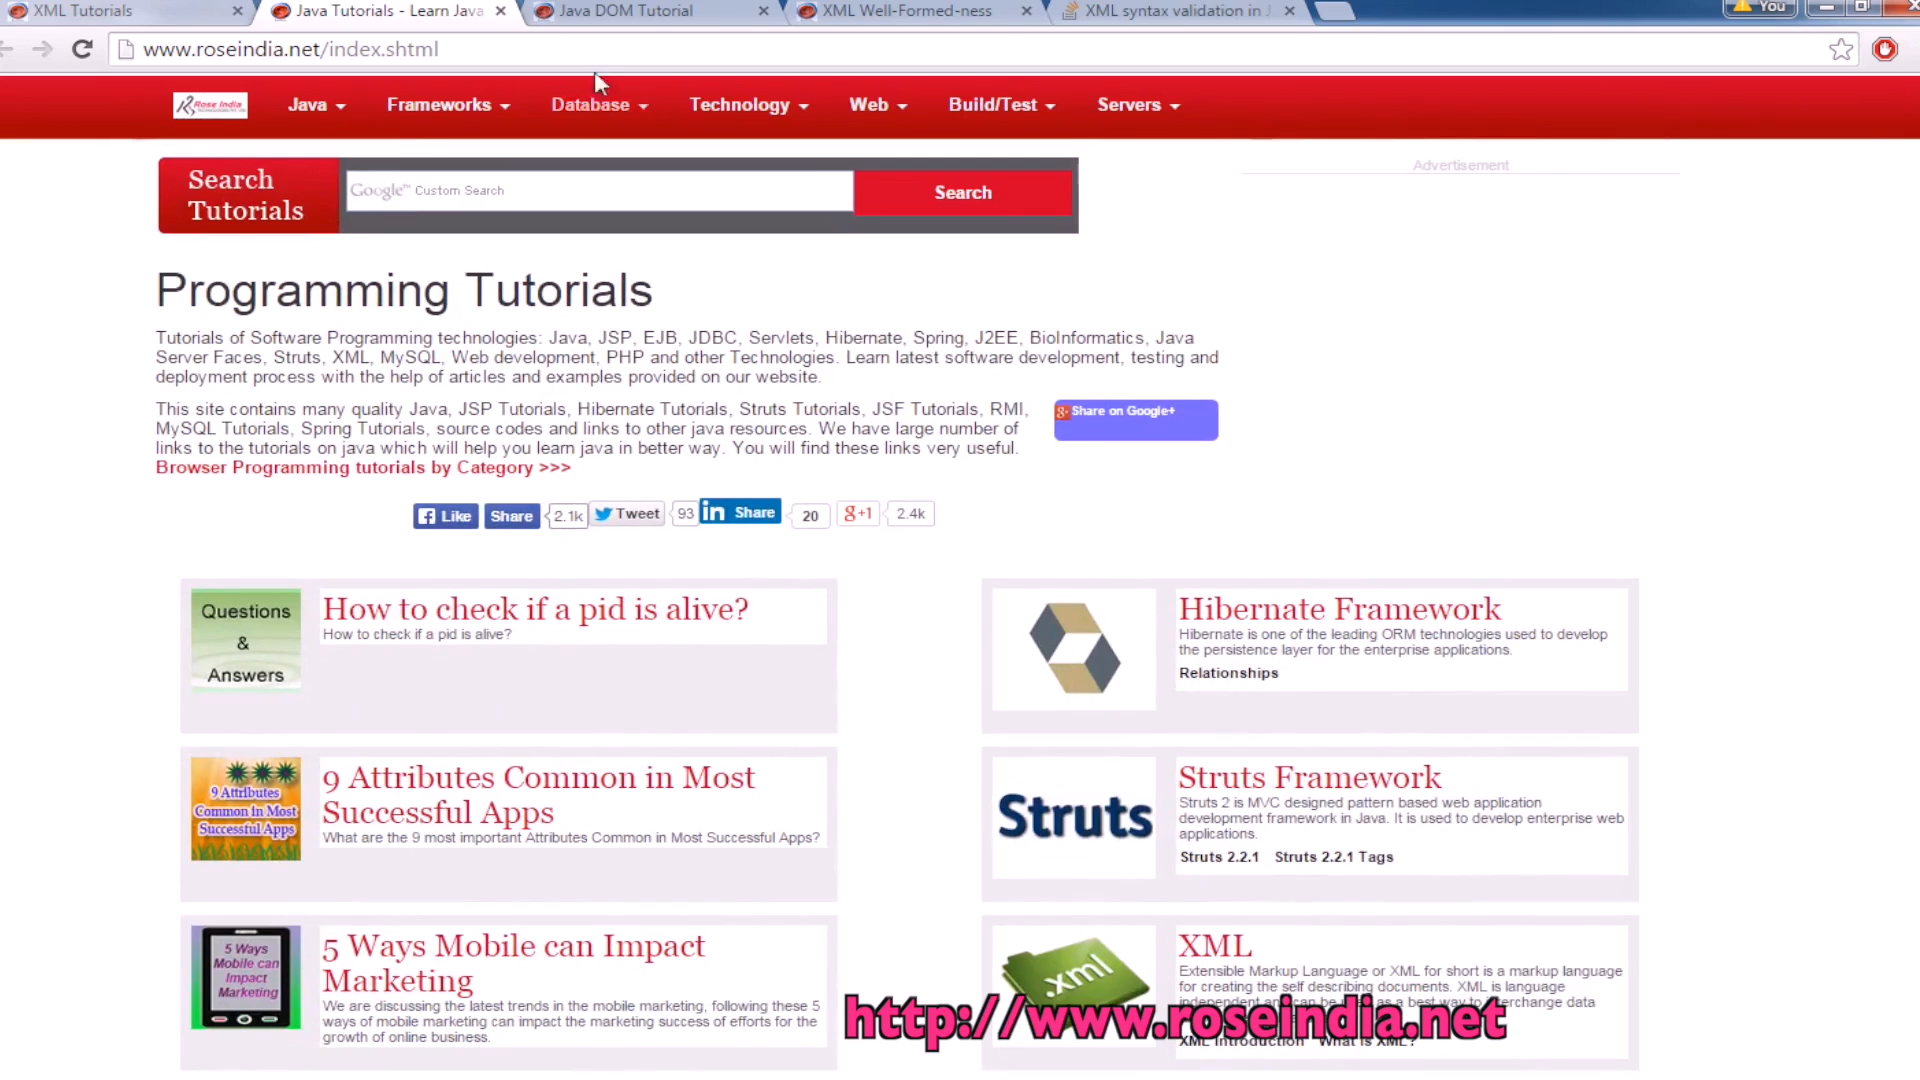 XML Tutorials
Java Tutorials - Learn Java
Java DOM Tutorial
XML Well-Formed-ness
XML syntax validation in J
You
www.roseindia.net/index.shtml
Rose India
Java
Frameworks
Database
Technology
Web
Build/Test
Servers
Search
Tutorials
Google™ Custom Search
Search
Advertisement
Programming Tutorials
Tutorials of Software Programming technologies: Java, JSP, EJB, JDBC, Servlets, Hibernate, Spring, J2EE, BioInformatics, Java
Server Faces, Struts, XML, MySQL, Web development, PHP and other Technologies. Learn latest software development, testing and
deployment process with the help of articles and examples provided on our website.
This site contains many quality Java, JSP Tutorials, Hibernate Tutorials, Struts Tutorials, JSF Tutorials, RMI,
MySQL Tutorials, Spring Tutorials, source codes and links to other java resources. We have large number of
links to the tutorials on java which will help you learn java in better way. You will find these links very useful.
Browser Programming tutorials by Category >>>
Share on Google+
Like
Share
2.1k
Tweet
93
in Share
20
g+1
2.4k
Questions
&
Answers
How to check if a pid is alive?
How to check if a pid is alive?
Hibernate Framework
Hibernate is one of the leading ORM technologies used to develop
the persistence layer for the enterprise applications.
Relationships
9 Attributes
Common in Most
Successful Apps
9 Attributes Common in Most
Successful Apps
What are the 9 most important Attributes Common in Most Successful Apps?
Struts
Struts Framework
Struts 2 is MVC designed pattern based web application
development framework in Java. It is used to develop enterprise web
applications.
Struts 2.2.1 Struts 2.2.1 Tags
5 Ways
Mobile can
Impact
Marketing
5 Ways Mobile can Impact
Marketing
We are discussing the latest trends in the mobile marketing, following these 5
ways of mobile marketing can impact the marketing success of efforts for the
growth of online business.
.xml
XML
Extensible Markup Language or XML for short is a markup language
for creating the self describing documents. XML is language
independent and can be used as a best way to interchange data
XML Introduction What is XML?
http://www.roseindia.net